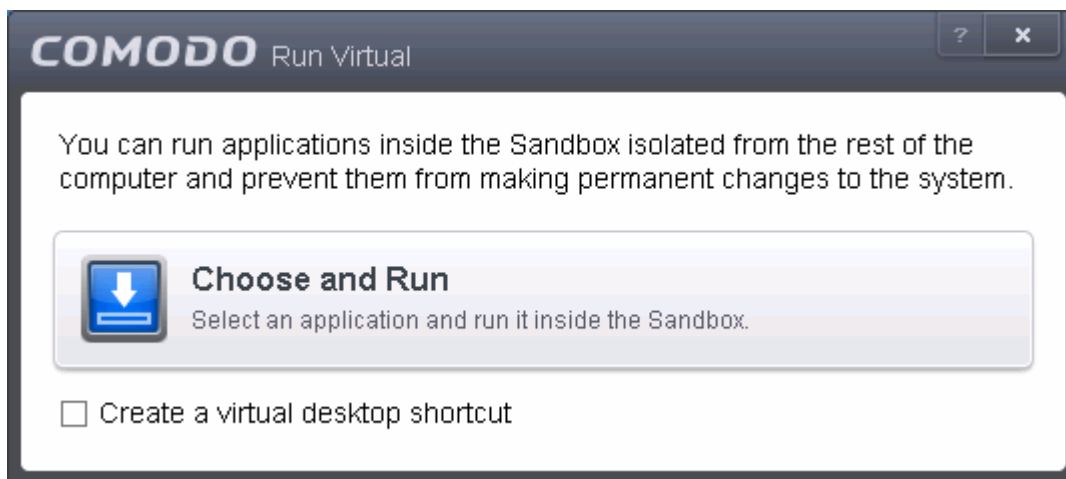 COMODO Run Virtual
? x
You can run applications inside the Sandbox isolated from the rest of the
computer and prevent them from making permanent changes to the system.
Choose and Run
Select an application and run it inside the Sandbox.
Create a virtual desktop shortcut